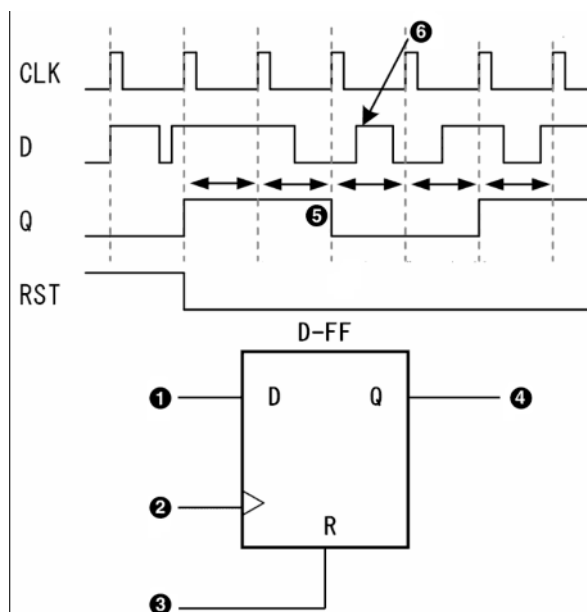 ❻
CLK
D
Q
❺
RST
D-FF
❶ D Q ❹
❷
R
❸